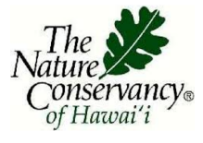 The
Nature
Conservancy®
of Hawai‘i